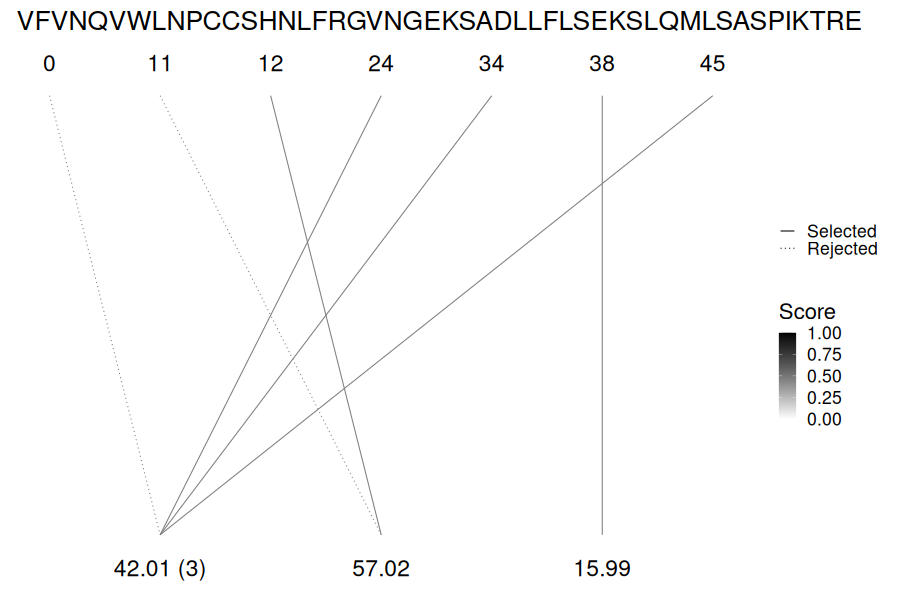 VFVNQVWLNPCCSHNLFRGVNGEKSADLLFLSEKSLQMLSASPIKTRE
0 11 12 24 34 38 45
Selected
Rejected
Score
1.00
0.75
0.50
0.25
0.00
42.01 (3) 57.02 15.99